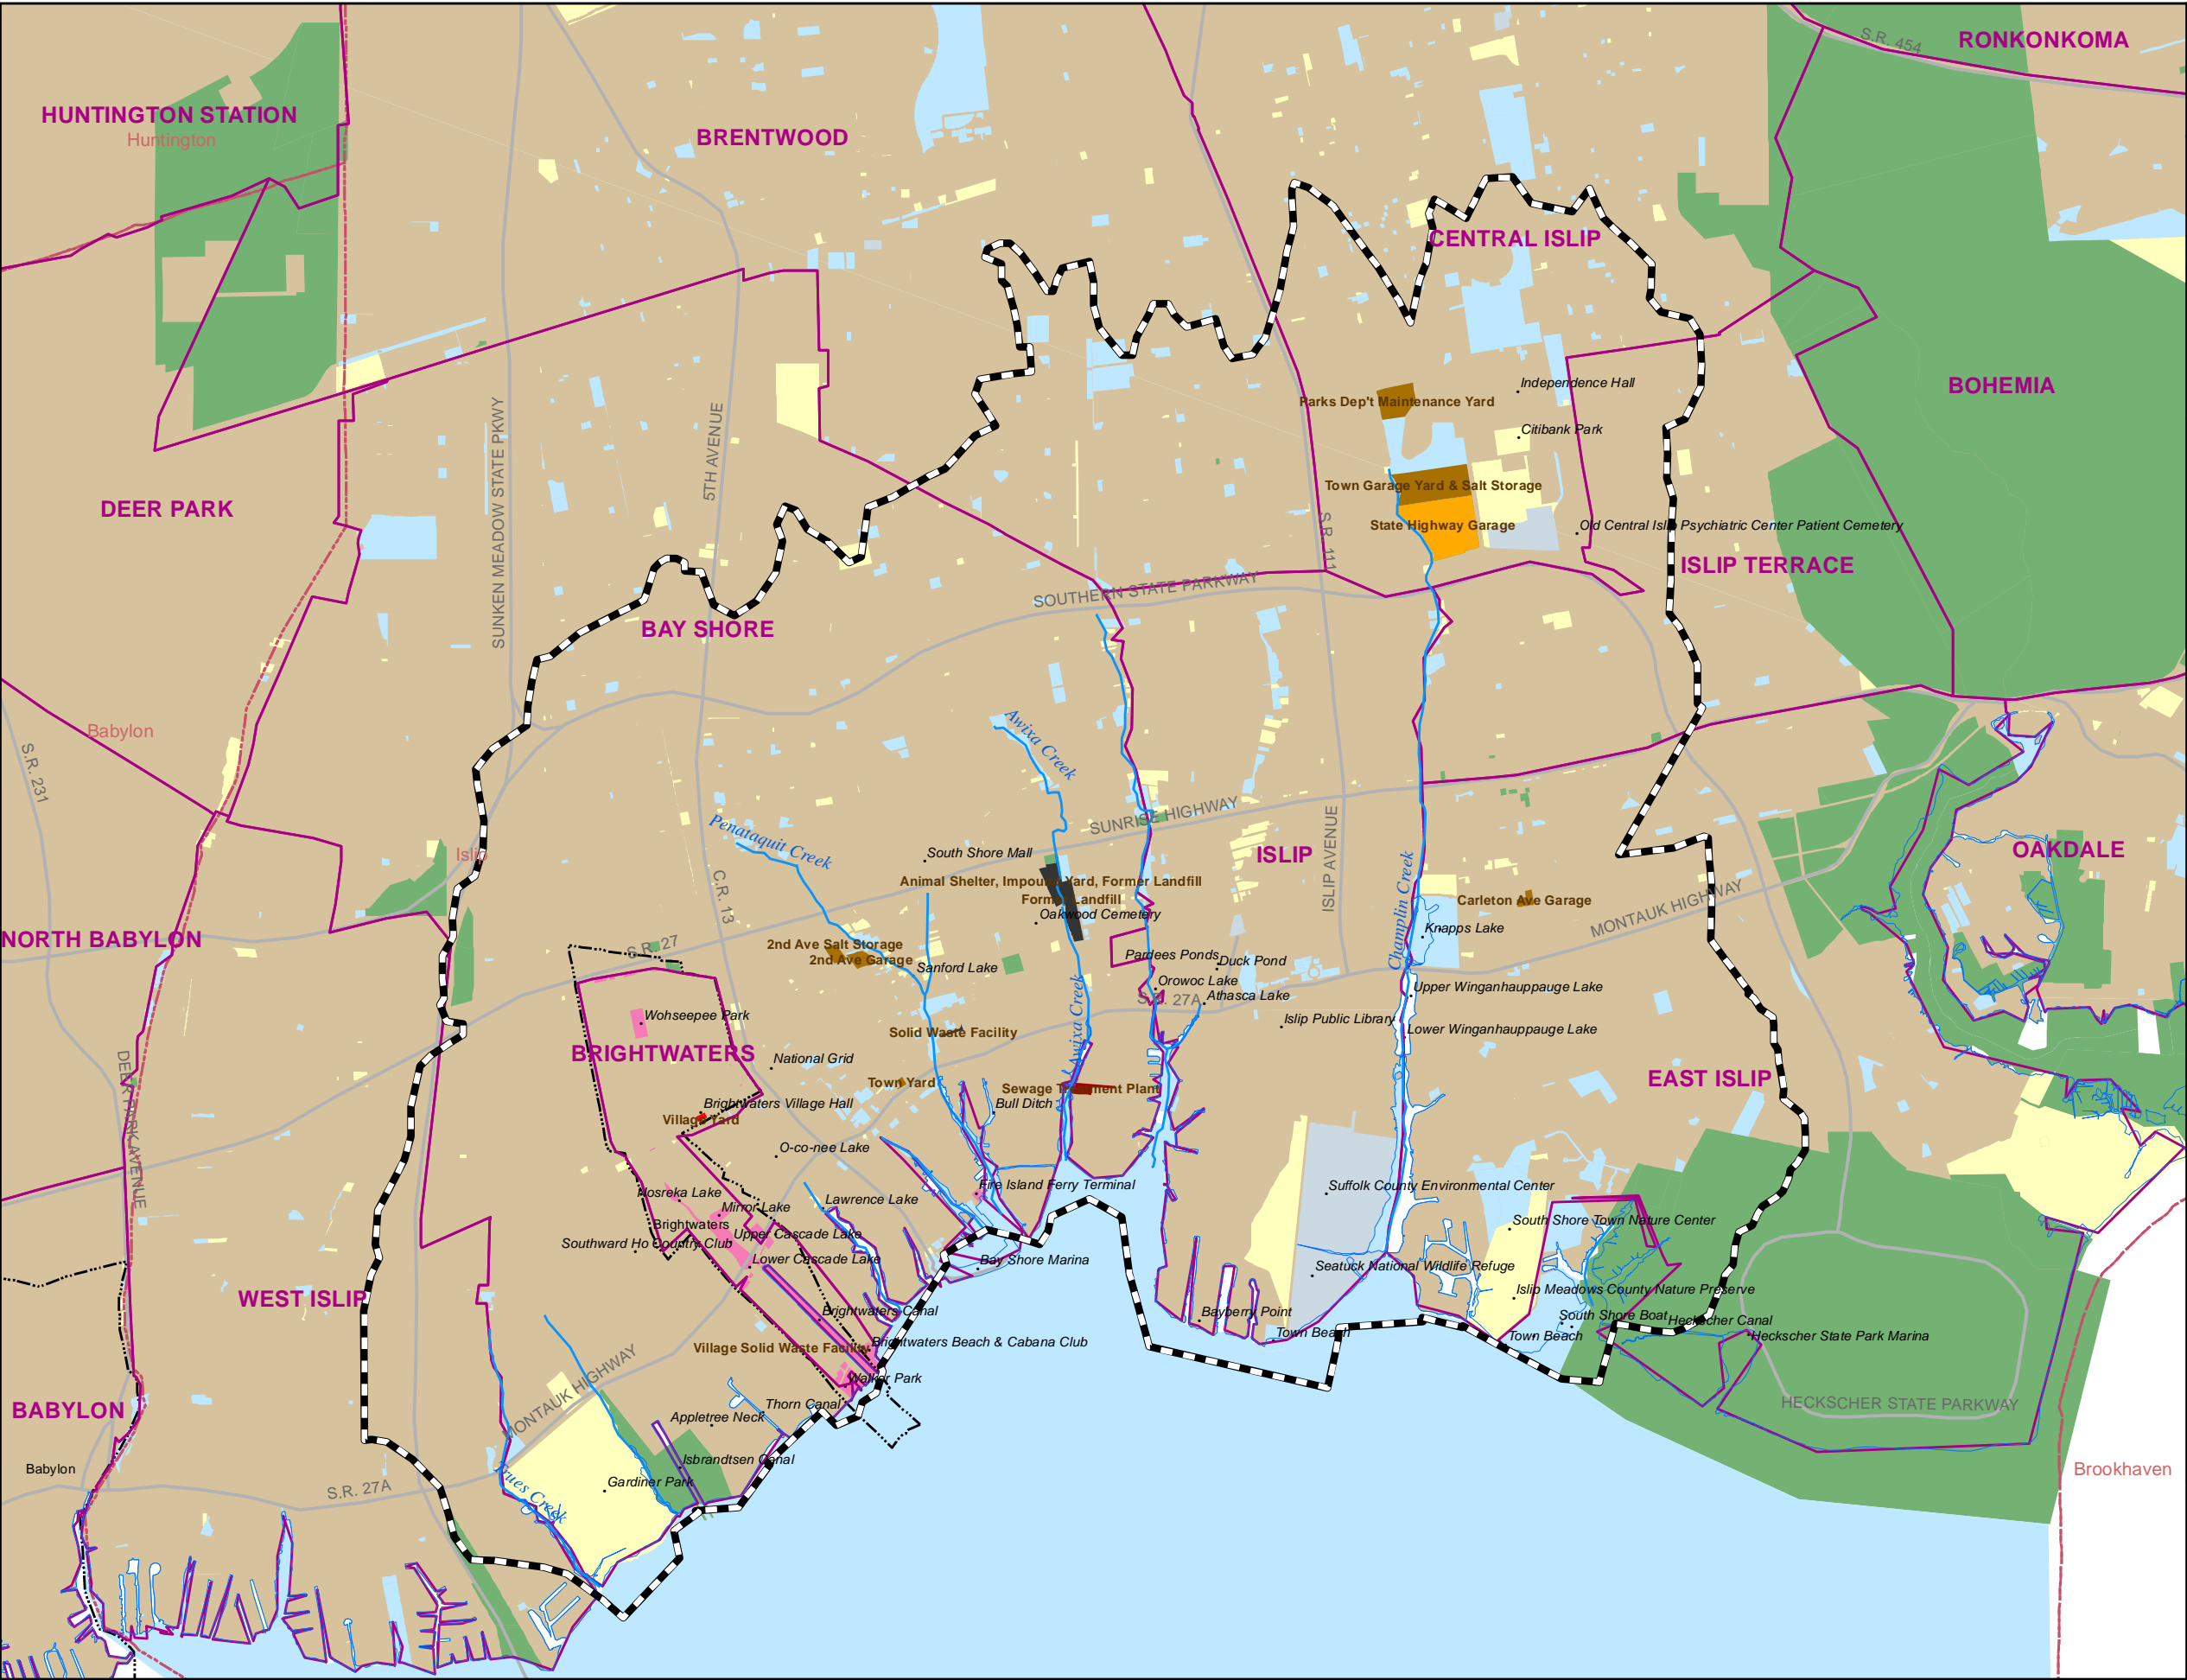 RONKONKOMA
S.R. 454
HUNTINGTON STATION
Huntington
BRENTWOOD
CENTRAL ISLIP
BOHEMIA
Independence Hall
Parks Dep't Maintenance Yard
Citibank Park
SUNKEN MEADOW STATE PKWY
5TH AVENUE
DEER PARK
Town Garage Yard & Salt Storage
State Highway Garage
Old Central Islip Psychiatric Center Patient Cemetery
S.R. 111
ISLIP TERRACE
SOUTHERN STATE PARKWAY
BAY SHORE
Babylon
S.R. 231
Awixa Creek
SUNRISE HIGHWAY
Penataquit Creek
Islip
South Shore Mall
ISLIP
ISLIP AVENUE
OAKDALE
Animal Shelter, Impound Yard, Former Landfill
Former Landfill
Oakwood Cemetery
C.R. 13
Champlin Creek
Carleton Ave Garage
MONTAUK HIGHWAY
Knapps Lake
NORTH BABYLON
S.R. 27
2nd Ave Salt Storage
2nd Ave Garage
Sanford Lake
Pardees Ponds
Duck Pond
Orowoc Lake
Athasca Lake
S.R. 27A
Upper Winganhauppauge Lake
Wohseepee Park
Islip Public Library
Lower Winganhauppauge Lake
Solid Waste Facility
Awixa Creek
BRIGHTWATERS
National Grid
Town Yard
Sewage Treatment Plant
EAST ISLIP
DEER PARK AVENUE
Brightwaters Village Hall
Bull Ditch
Village Yard
O-co-nee Lake
Fire Island Ferry Terminal
Suffolk County Environmental Center
Nosreka Lake
Lawrence Lake
Mirror Lake
Brightwaters
Upper Cascade Lake
South Shore Town Nature Center
Southward Ho Country Club
Lower Cascade Lake
Bay Shore Marina
Seatuck National Wildlife Refuge
Islip Meadows County Nature Preserve
WEST ISLIP
Brightwaters Canal
Bayberry Point
South Shore Boat
Heckscher Canal
Town Beach
Town Beach
Heckscher State Park Marina
Brightwaters Beach & Cabana Club
Village Solid Waste Facility
Walker Park
MONTAUK HIGHWAY
HECKSCHER STATE PARKWAY
BABYLON
Thorn Canal
Appletree Neck
Isbrandtsen Canal
Babylon
Gardiner Park
Trues Creek
S.R. 27A
Brookhaven